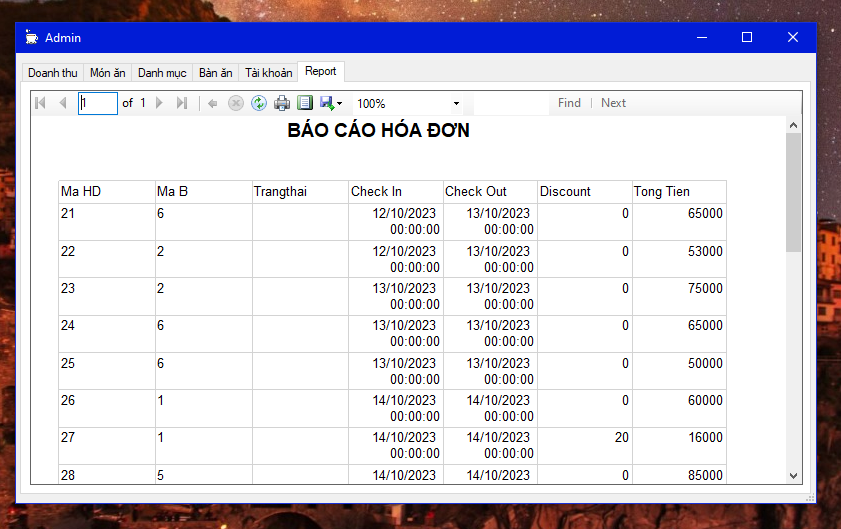 Admin
Doanh thu Món ăn Danh mục Bàn ăn Tài khoản Report
1 of 1 100% Find | Next
BÁO CÁO HÓA ĐƠN
Ma HD Ma B Trangthai Check In Check Out Discount Tong Tien
21 6 12/10/2023 13/10/2023 0 65000
00:00:00 00:00:00
22 2 12/10/2023 13/10/2023 0 53000
00:00:00 00:00:00
23 2 13/10/2023 13/10/2023 0 75000
00:00:00 00:00:00
24 6 13/10/2023 13/10/2023 0 65000
00:00:00 00:00:00
25 6 13/10/2023 13/10/2023 0 50000
00:00:00 00:00:00
26 1 14/10/2023 14/10/2023 0 60000
00:00:00 00:00:00
27 1 14/10/2023 14/10/2023 20 16000
00:00:00 00:00:00
28 5 14/10/2023 14/10/2023 0 85000